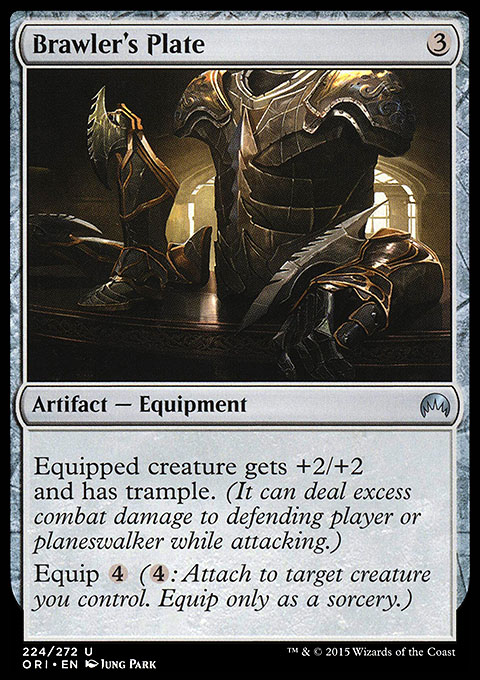 Brawler's Plate 3
Artifact — Equipment
Equipped creature gets +2/+2
and has trample. (It can deal excess
combat damage to defending player or
planeswalker while attacking.)
Equip 4 (4: Attach to target creature
you control. Equip only as a sorcery.)
224/272 U
ORI • EN Jung Park
™ & © 2015 Wizards of the Coast